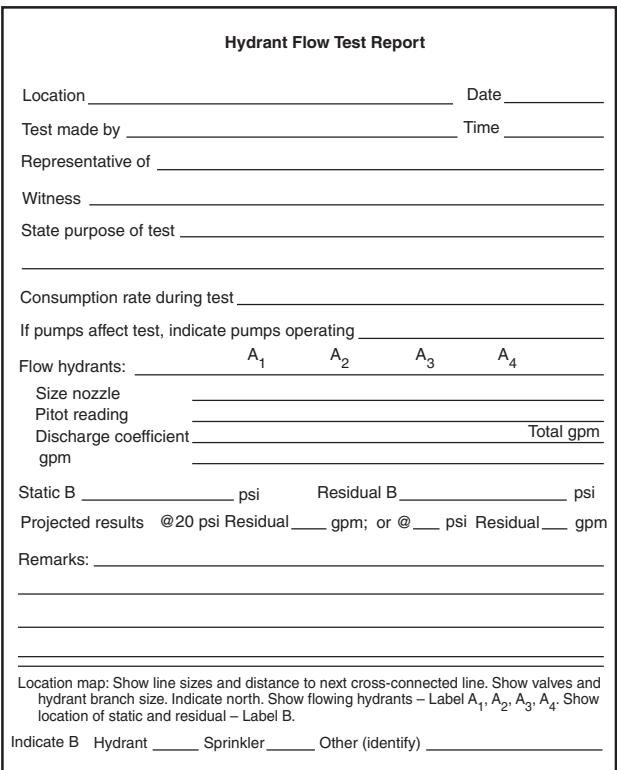 Hydrant Flow Test Report
Location Date
Test made by Time
Representative of
Witness
State purpose of test
Consumption rate during test
If pumps affect test, indicate pumps operating
Flow hydrants: A1 A2 A3 A4
Size nozzle
Pitot reading
Discharge coefficient Total gpm
gpm
Static B psi Residual B psi
Projected results @20 psi Residual gpm; or @ psi Residual gpm
Remarks:
Location map: Show line sizes and distance to next cross-connected line. Show valves and
hydrant branch size. Indicate north. Show flowing hydrants – Label A1, A2, A3, A4. Show
location of static and residual – Label B.
Indicate B Hydrant Sprinkler Other (identify)